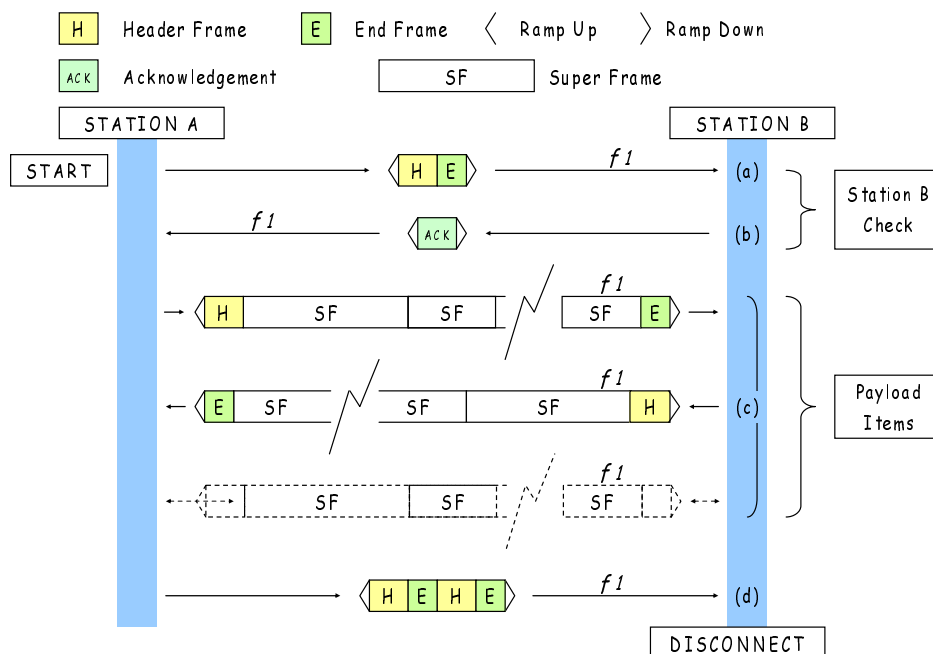 H Header Frame E End Frame Ramp Up Ramp Down
ACK Acknowledgement SF Super Frame
STATION A STATION B
START H E f1 (a)
Station B
Check
f1 ACK (b)
f1
H SF SF SF E
f1
E SF SF SF H (c)
Payload
Items
f1
SF SF SF
H E H E f1 (d)
DISCONNECT